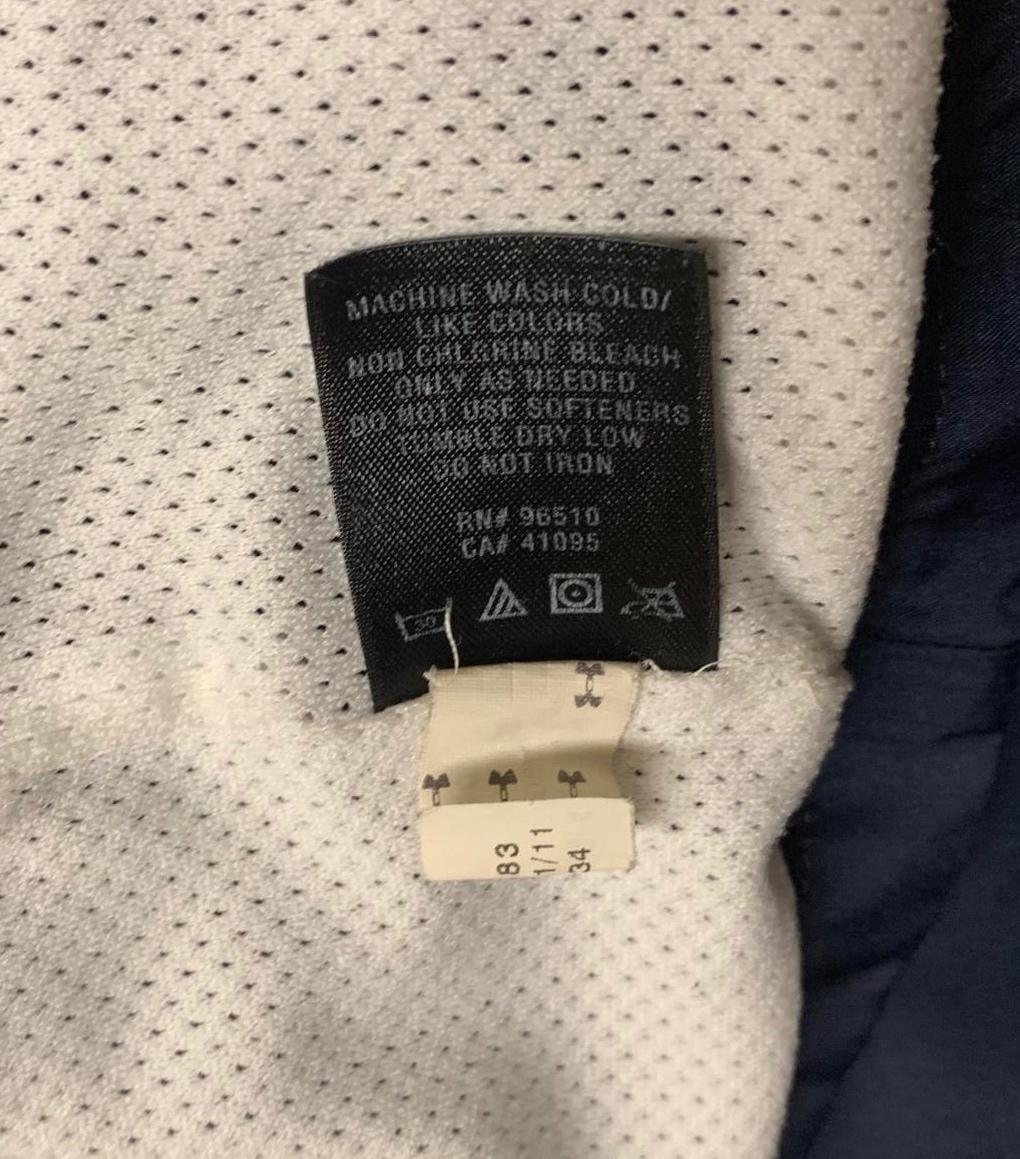 MACHINE WASH COLD/
LIKE COLORS
NON CHLORINE BLEACH
ONLY AS NEEDED
DO NOT USE SOFTENERS
TUMBLE DRY LOW
DO NOT IRON
RN# 96510
CA# 41095
30
83
1/11
34